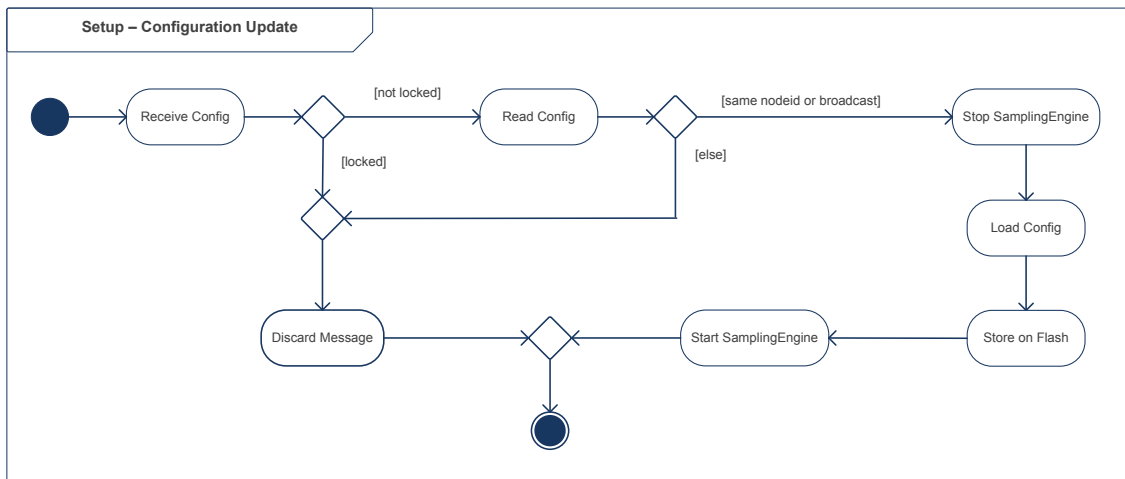 Setup – Configuration Update
Receive Config
[not locked]
Read Config
[same nodeid or broadcast]
Stop SamplingEngine
[locked]
[else]
Load Config
Discard Message
Start SamplingEngine
Store on Flash